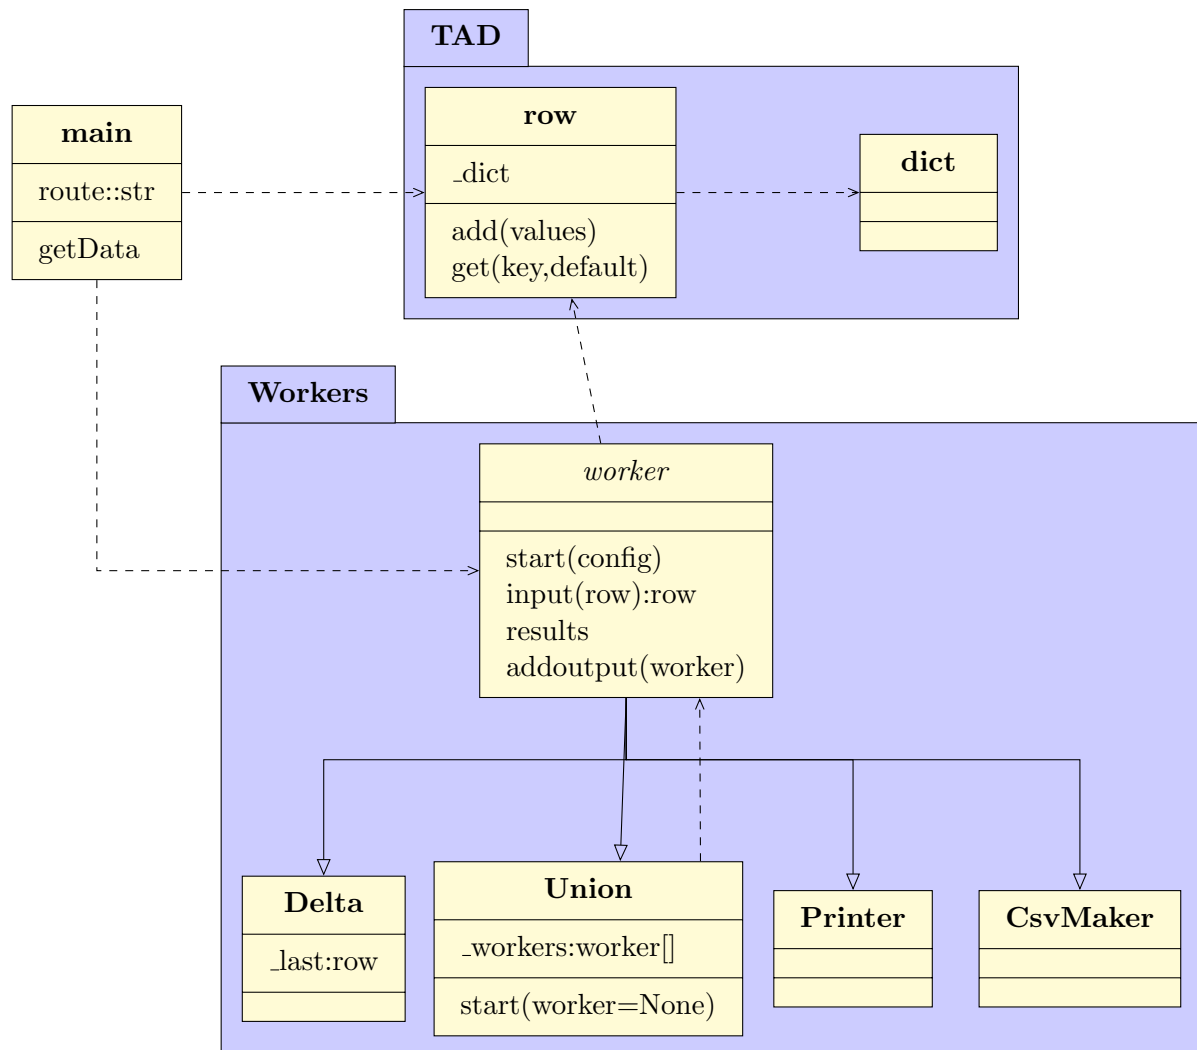 TAD
main
route::str
getData
row
_dict
add(values)
get(key,default)
dict
Workers
worker
start(config)
input(row):row
results
addoutput(worker)
Delta
_last:row
Union
_workers:worker[]
start(worker=None)
Printer
CsvMaker